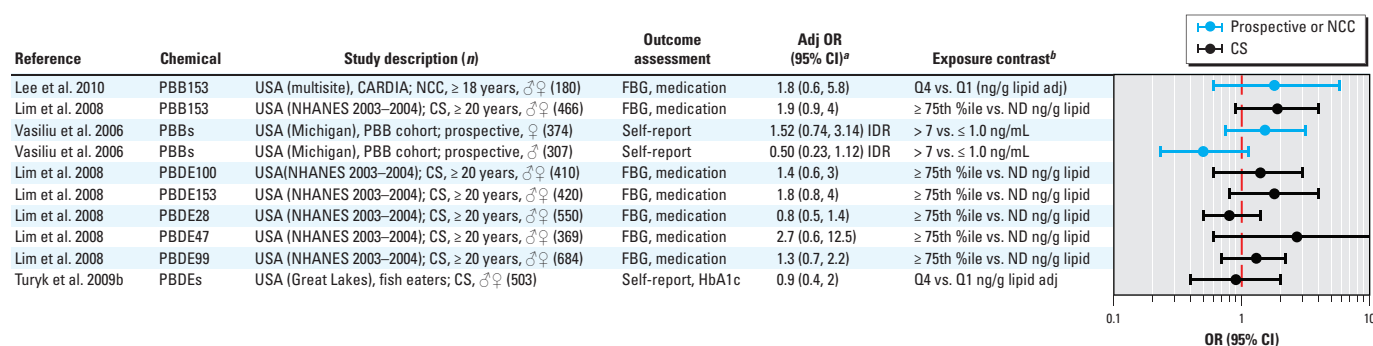 Prospective or NCC
CS
Reference Chemical Study description (n) Outcome assessment Adj OR (95% CI)a Exposure contrastb
Lee et al. 2010 PBB153 USA (multisite), CARDIA; NCC, ≥ 18 years, ♂♀ (180) FBG, medication 1.8 (0.6, 5.8) Q4 vs. Q1 (ng/g lipid adj)
Lim et al. 2008 PBB153 USA (NHANES 2003–2004); CS, ≥ 20 years, ♂♀ (466) FBG, medication 1.9 (0.9, 4) ≥ 75th %ile vs. ND ng/g lipid
Vasiliu et al. 2006 PBBs USA (Michigan), PBB cohort; prospective, ♀ (374) Self-report 1.52 (0.74, 3.14) IDR > 7 vs. ≤ 1.0 ng/mL
Vasiliu et al. 2006 PBBs USA (Michigan), PBB cohort; prospective, ♂ (307) Self-report 0.50 (0.23, 1.12) IDR > 7 vs. ≤ 1.0 ng/mL
Lim et al. 2008 PBDE100 USA(NHANES 2003–2004); CS, ≥ 20 years, ♂♀ (410) FBG, medication 1.4 (0.6, 3) ≥ 75th %ile vs. ND ng/g lipid
Lim et al. 2008 PBDE153 USA (NHANES 2003–2004); CS, ≥ 20 years, ♂♀ (420) FBG, medication 1.8 (0.8, 4) ≥ 75th %ile vs. ND ng/g lipid
Lim et al. 2008 PBDE28 USA (NHANES 2003–2004); CS, ≥ 20 years, ♂♀ (550) FBG, medication 0.8 (0.5, 1.4) ≥ 75th %ile vs. ND ng/g lipid
Lim et al. 2008 PBDE47 USA (NHANES 2003–2004); CS, ≥ 20 years, ♂♀ (369) FBG, medication 2.7 (0.6, 12.5) ≥ 75th %ile vs. ND ng/g lipid
Lim et al. 2008 PBDE99 USA (NHANES 2003–2004); CS, ≥ 20 years, ♂♀ (684) FBG, medication 1.3 (0.7, 2.2) ≥ 75th %ile vs. ND ng/g lipid
Turyk et al. 2009b PBDEs USA (Great Lakes), fish eaters; CS, ♂♀ (503) Self-report, HbA1c 0.9 (0.4, 2) Q4 vs. Q1 ng/g lipid adj
0.1 1 10
OR (95% CI)